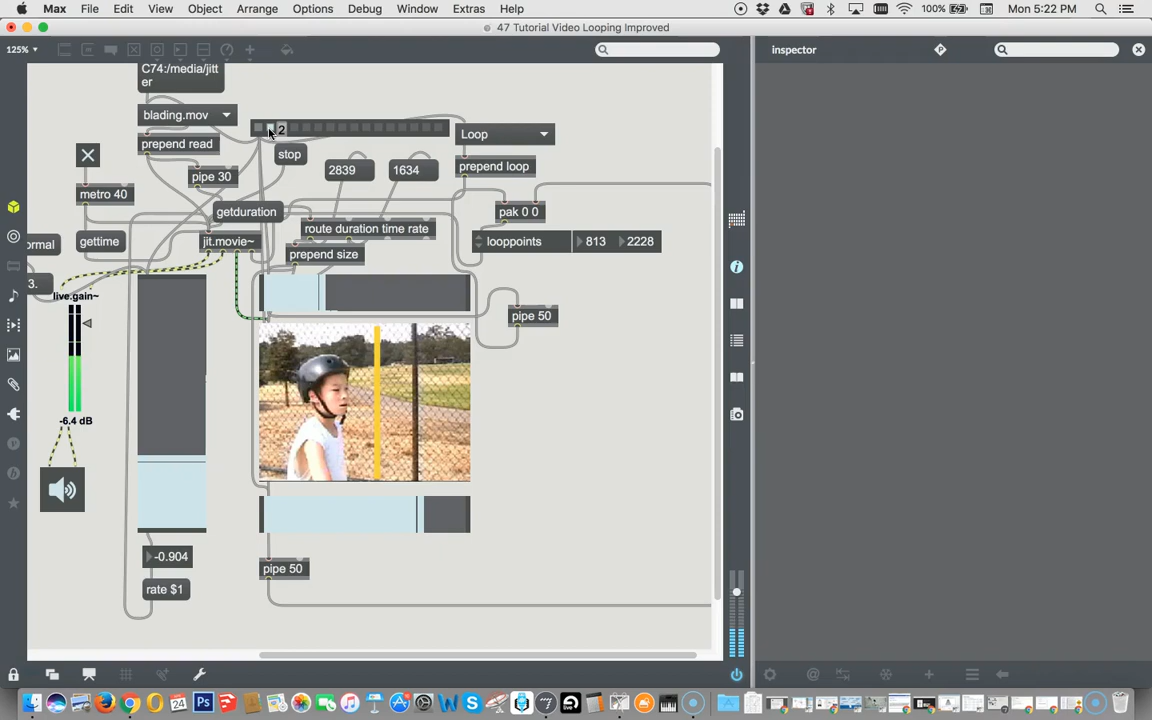 Max File Edit View Object Arrange Options Debug Window Extras Help 100% Mon 5:22 PM
47 Tutorial Video Looping Improved
125%
inspector
C74:/media/jitt
er
blading.mov
2
Loop
prepend read
stop
prepend loop
2839
1634
pipe 30
metro 40
getduration
pak 0 0
route duration time rate
ormal
gettime
jit.movie~
looppoints
813
2228
prepend size
3.
live.gain~
pipe 50
-6.4 dB
-0.904
pipe 50
rate $1